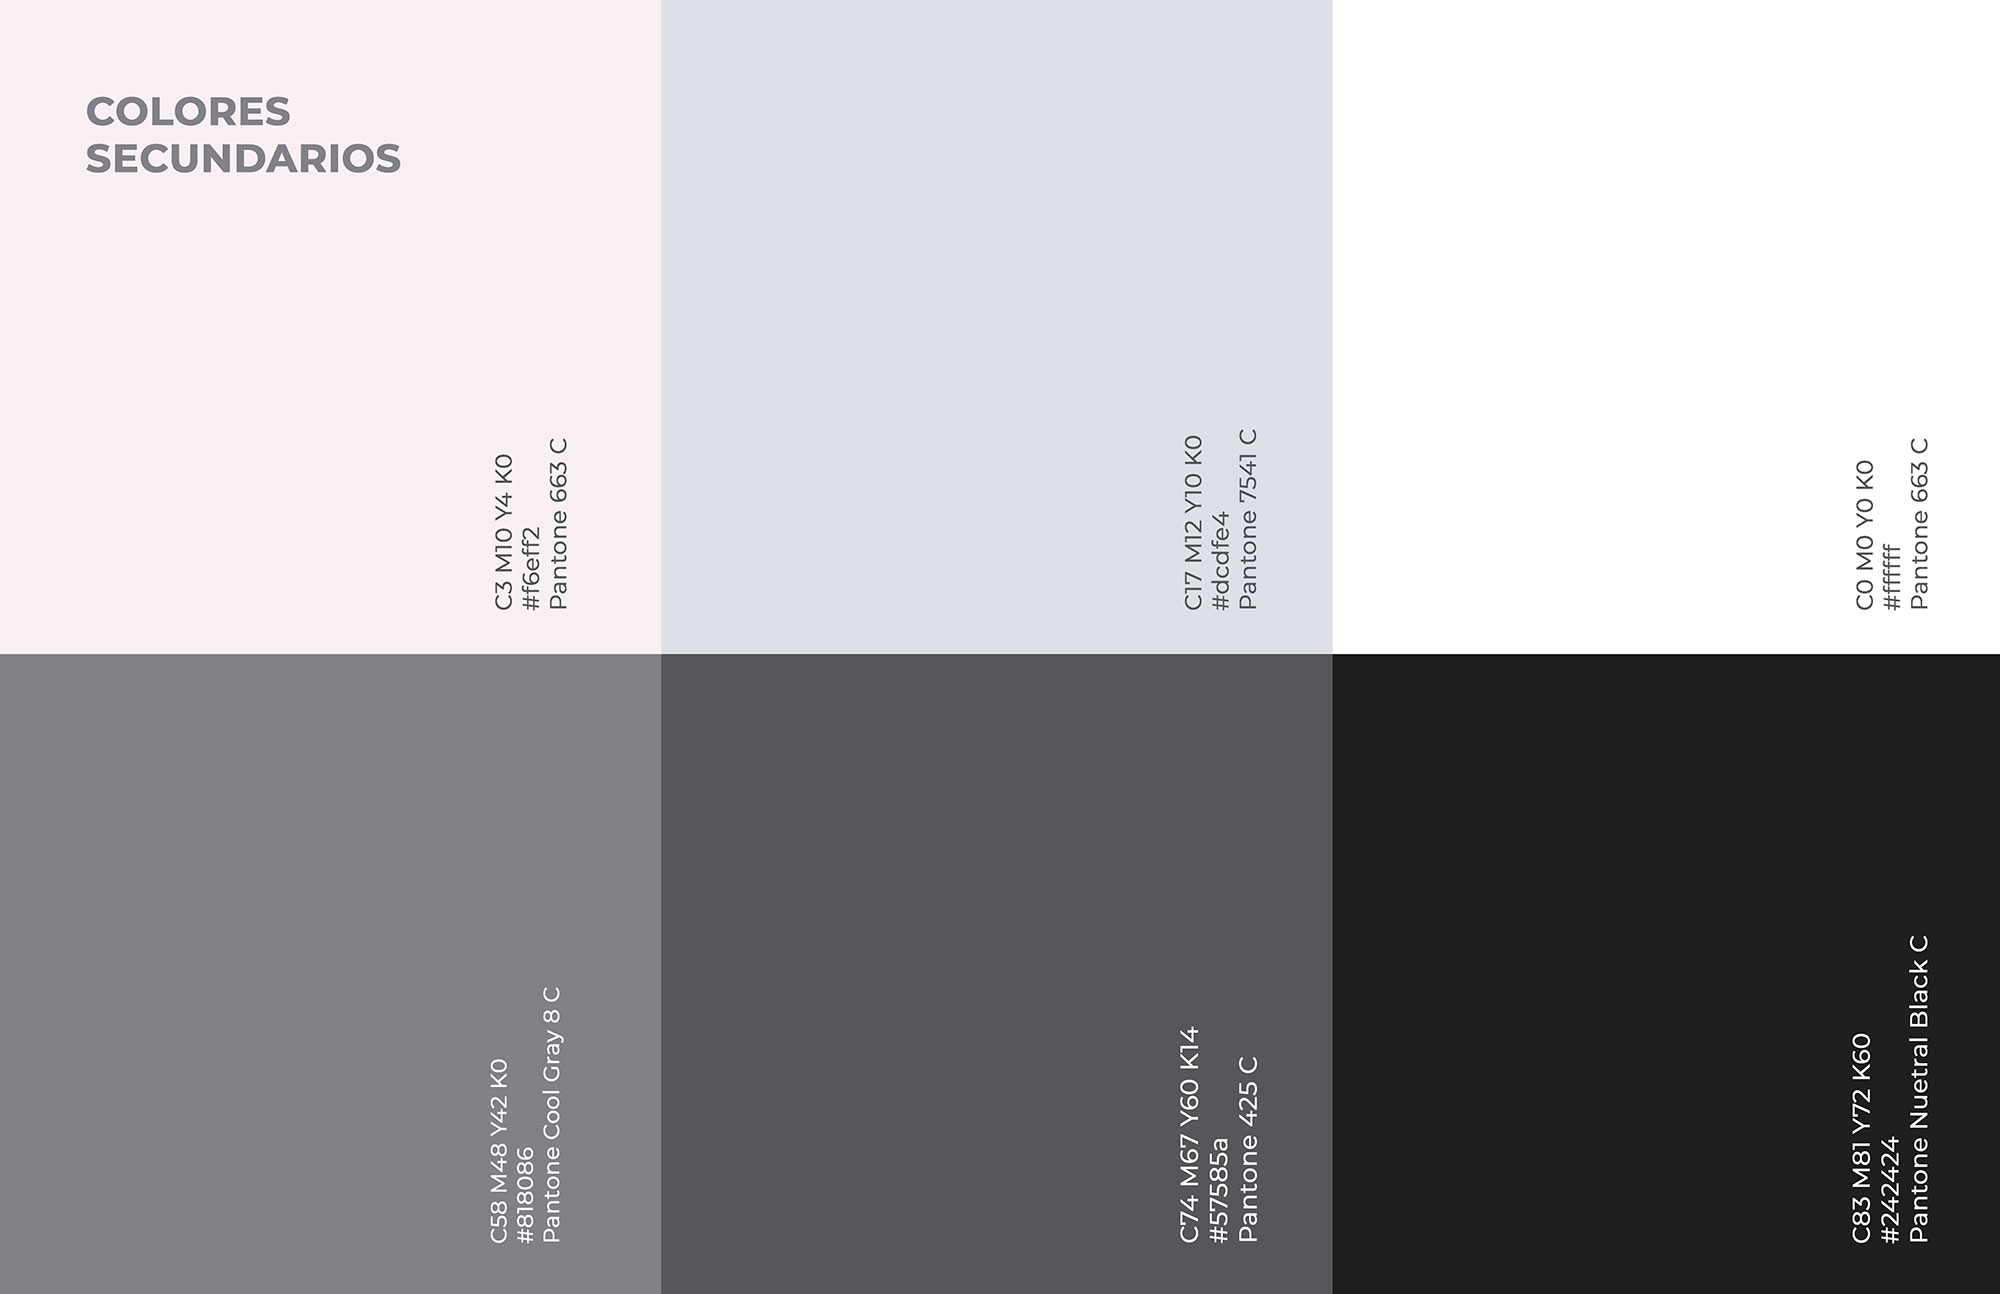 COLORES
SECUNDARIOS
C3 M10 Y4 K0
#f6eff2
Pantone 663 C
C17 M12 Y10 K0
#dcdfe4
Pantone 7541 C
C0 M0 Y0 K0
#ffffff
Pantone 663 C
C58 M48 Y42 K0
#818086
Pantone Cool Gray 8 C
C74 M67 Y60 K14
#57585a
Pantone 425 C
C83 M81 Y72 K60
#242424
Pantone Nuetral Black C